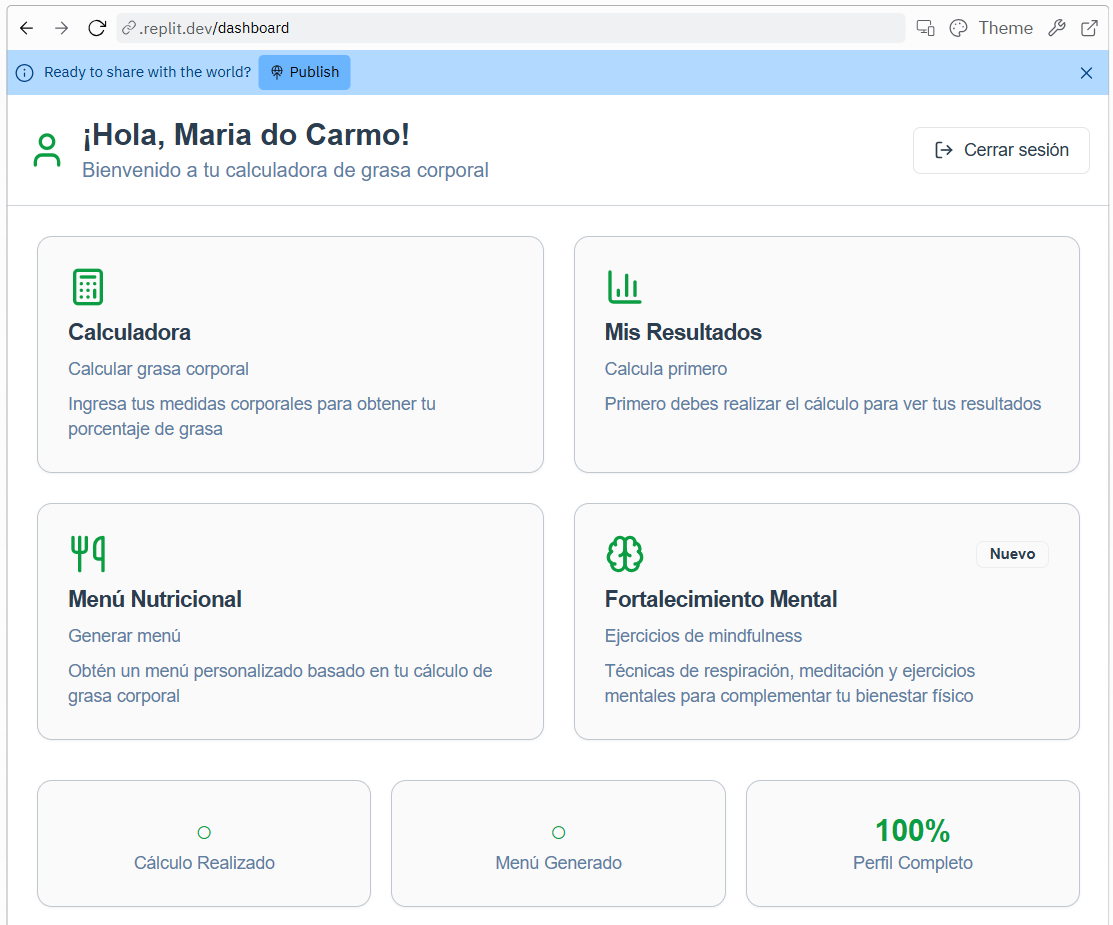 .replit.dev/dashboard
Theme
Ready to share with the world?
Publish
¡Hola, Maria do Carmo!
Bienvenido a tu calculadora de grasa corporal
Cerrar sesión
Calculadora
Calcular grasa corporal
Ingresa tus medidas corporales para obtener tu
porcentaje de grasa
Mis Resultados
Calcula primero
Primero debes realizar el cálculo para ver tus resultados
Menú Nutricional
Generar menú
Obtén un menú personalizado basado en tu cálculo de
grasa corporal
Nuevo
Fortalecimiento Mental
Ejercicios de mindfulness
Técnicas de respiración, meditación y ejercicios
mentales para complementar tu bienestar físico
○
Cálculo Realizado
○
Menú Generado
100%
Perfil Completo